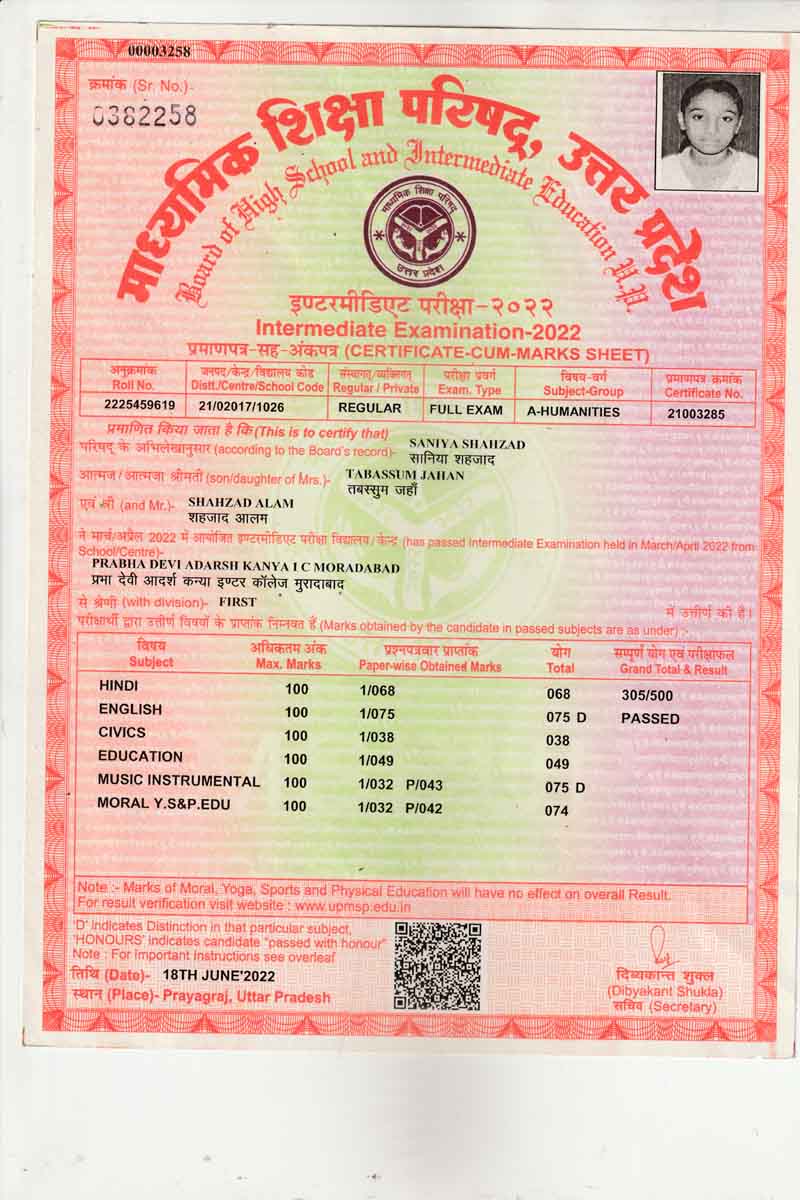 00003258
क्रमांक (Sr. No.)-
0382258
माध्यमिक शिक्षा परिषद्, उत्तर प्रदेश
Board of High School and Intermediate Education U.P.
माध्यमिक शिक्षा परिषद्
उत्तर प्रदेश
इण्टरमीडिएट परीक्षा-२०२२
Intermediate Examination-2022
प्रमाणपत्र-सह-अंकपत्र (CERTIFICATE-CUM-MARKS SHEET)
अनुक्रमांक जनपद/केन्द्र/विद्यालय कोड संस्थागत/व्यक्तिगत परीक्षा प्रवर्ग विषय-वर्ग प्रमाणपत्र क्रमांक
Roll No. Distt./Centre/School Code Regular / Private Exam. Type Subject-Group Certificate No.
2225459619 21/02017/1026 REGULAR FULL EXAM A-HUMANITIES 21003285
प्रमाणित किया जाता है कि (This is to certify that)
परिषद् के अभिलेखानुसार (according to the Board's record)- SANIYA SHAHZAD
सानिया शहजाद
आत्मज/आत्मजा श्रीमती (son/daughter of Mrs.)- TABASSUM JAHAN
तबस्सुम जहाँ
एवं श्री (and Mr.)- SHAHZAD ALAM
शहजाद आलम
ने मार्च/अप्रैल 2022 में आयोजित इण्टरमीडिएट परीक्षा विद्यालय/केन्द्र (has passed Intermediate Examination held in March/April 2022 from
School/Centre)-
PRABHA DEVI ADARSH KANYA I C MORADABAD
प्रभा देवी आदर्श कन्या इण्टर कॉलेज मुरादाबाद
से श्रेणी (with division)- FIRST में उत्तीर्ण की है।
परीक्षार्थी द्वारा उत्तीर्ण विषयों के प्राप्तांक निम्नवत हैं (Marks obtained by the candidate in passed subjects are as under) :-
विषय अधिकतम अंक प्रश्नपत्रवार प्राप्तांक योग सम्पूर्ण योग एवं परीक्षाफल
Subject Max. Marks Paper-wise Obtained Marks Total Grand Total & Result
HINDI 100 1/068 068 305/500
ENGLISH 100 1/075 075 D PASSED
CIVICS 100 1/038 038
EDUCATION 100 1/049 049
MUSIC INSTRUMENTAL 100 1/032 P/043 075 D
MORAL Y.S&P.EDU 100 1/032 P/042 074
Note :- Marks of Moral, Yoga, Sports and Physical Education will have no effect on overall Result.
For result verification visit website : www.upmsp.edu.in
'D' indicates Distinction in that particular subject,
'HONOURS' indicates candidate "passed with honour"
Note : For important instructions see overleaf
तिथि (Date)- 18TH JUNE'2022
स्थान (Place)- Prayagraj, Uttar Pradesh
दिब्यकान्त शुक्ल
(Dibyakant Shukla)
सचिव (Secretary)